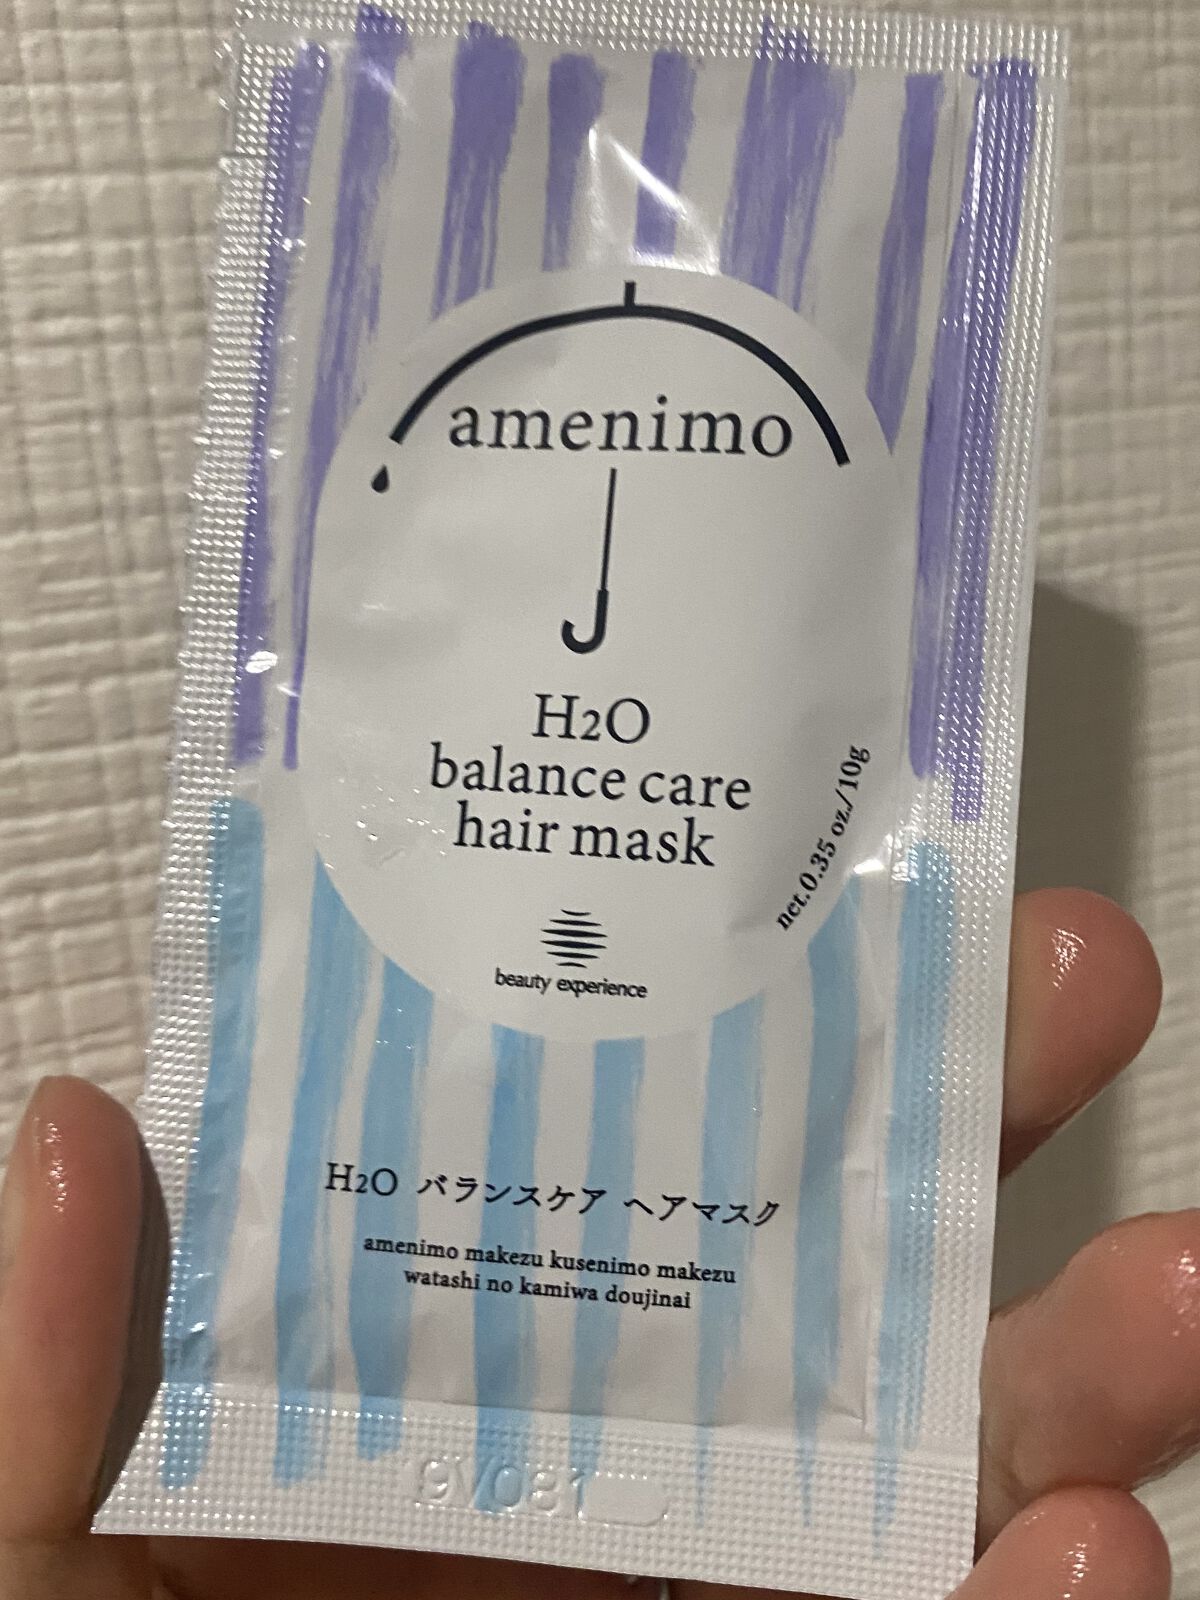 amenimo
H2O
balance care
hair mask
net.0.35 oz./10g
beauty experience
H2O バランスケア ヘアマスク
amenimo makezu kusenimo makezu
watashi no kamiwa doujinai
9V081